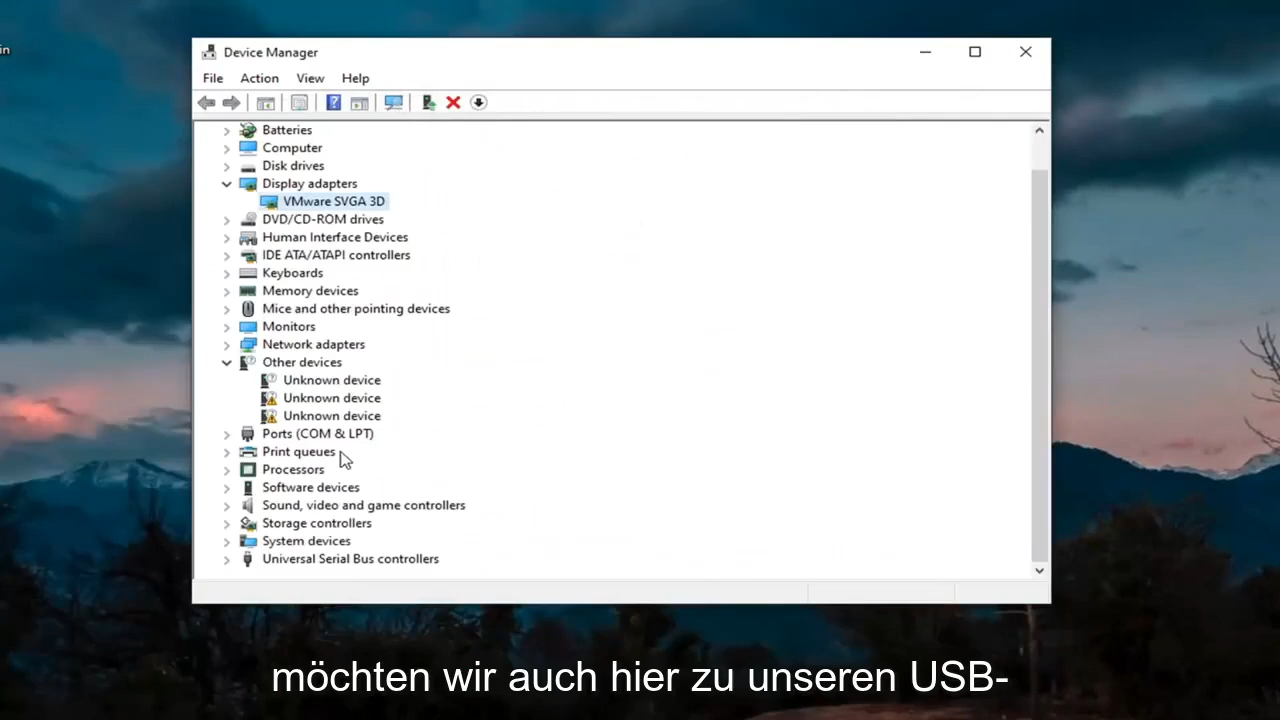 in
Device Manager
File Action View Help
Batteries
Computer
Disk drives
Display adapters
VMware SVGA 3D
DVD/CD-ROM drives
Human Interface Devices
IDE ATA/ATAPI controllers
Keyboards
Memory devices
Mice and other pointing devices
Monitors
Network adapters
Other devices
Unknown device
Unknown device
Unknown device
Ports (COM & LPT)
Print queues
Processors
Software devices
Sound, video and game controllers
Storage controllers
System devices
Universal Serial Bus controllers
möchten wir auch hier zu unseren USB-